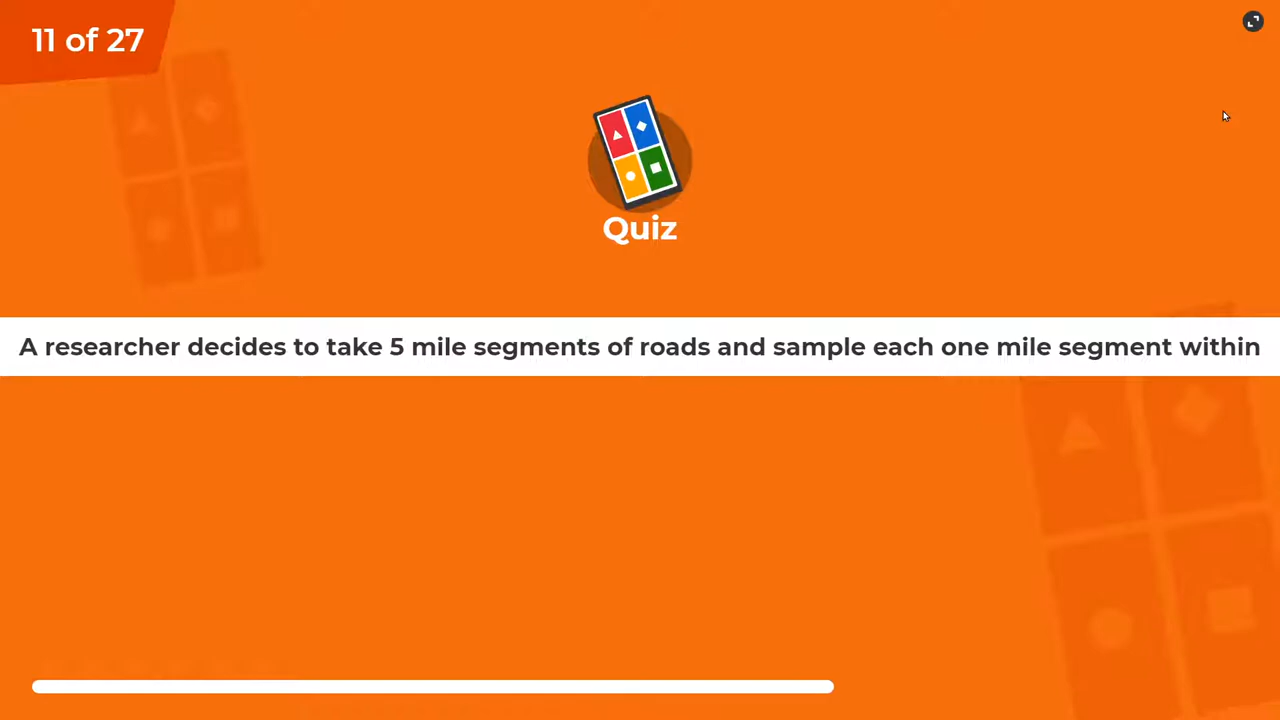 11 of 27
Quiz
A researcher decides to take 5 mile segments of roads and sample each one mile segment within